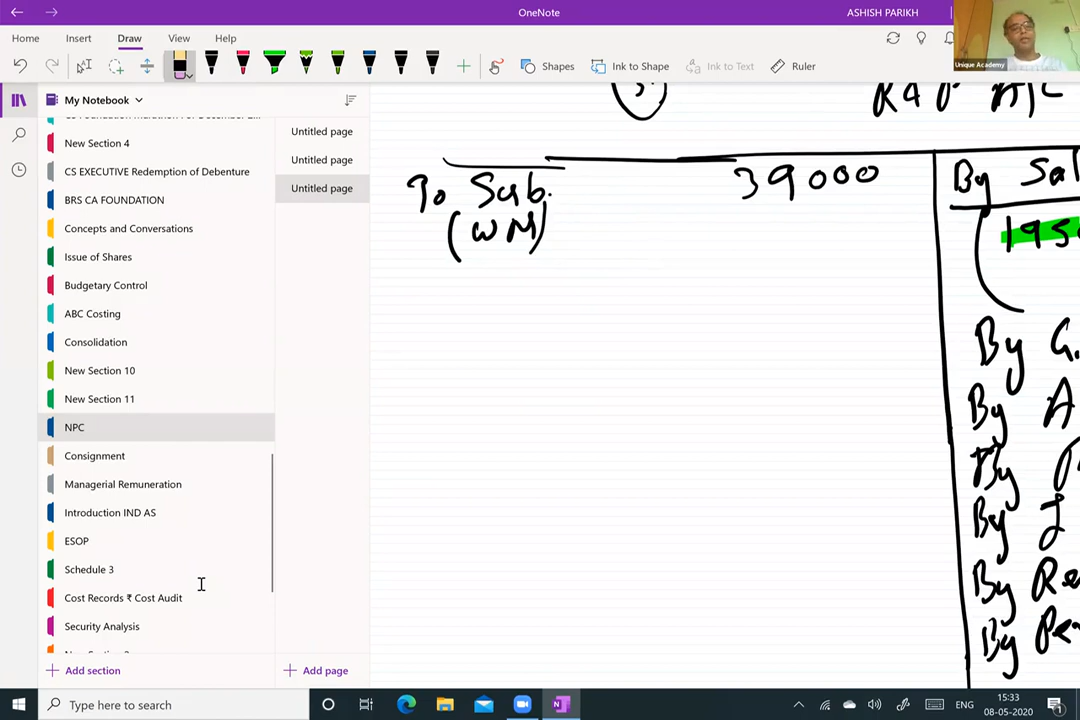 OneNote
ASHISH PARIKH
Home Insert Draw View Help
Shapes Ink to Shape Ink to Text Ruler
Unique Academy
My Notebook
New Section 4
CS EXECUTIVE Redemption of Debenture
BRS CA FOUNDATION
Concepts and Conversations
Issue of Shares
Budgetary Control
ABC Costing
Consolidation
New Section 10
New Section 11
NPC
Consignment
Managerial Remuneration
Introduction IND AS
ESOP
Schedule 3
Cost Records ₹ Cost Audit
Security Analysis
Add section
Untitled page
Untitled page
Untitled page
Add page
R & P A/C
To Sub. 39000
(WN)
By Sal
195
By G.
By A
By
By I
By Re
By Pe
Type here to search
ENG
15:33
08-05-2020
1